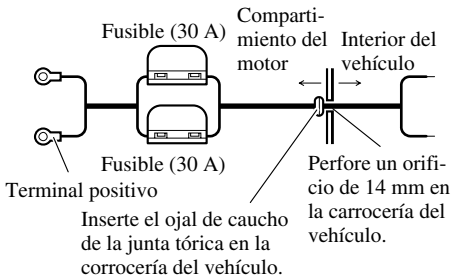 Fusible (30 A)
Comparti-
miento del
motor
Interior del
vehículo
Fusible (30 A)
Terminal positivo
Inserte el ojal de caucho
de la junta tórica en la
corrocería del vehículo.
Perfore un orifi-
cio de 14 mm en
la carrocería del
vehículo.